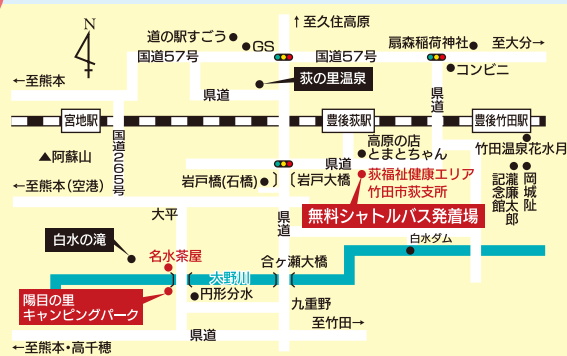 N
↑至久住高原
道の駅すごう
GS
扇森稲荷神社
国道57号
国道57号
至大分→
コンビニ
←至熊本
荻の里温泉
県道
県道
宮地駅
豊後荻駅
豊後竹田駅
国道265号
高原の店
とまとちゃん
竹田温泉花水月
▲阿蘇山
県道
←至熊本(空港)
岩戸橋(石橋)
岩戸大橋
荻福祉健康エリア
竹田市荻支所
岡城趾
瀧廉太郎
記念館
大平
県道
無料シャトルバス発着場
白水の滝
白水ダム
名水茶屋
合ヶ瀬大橋
大野川
陽目の里
キャンピングパーク
円形分水
九重野
至竹田→
県道
←至熊本・高千穂